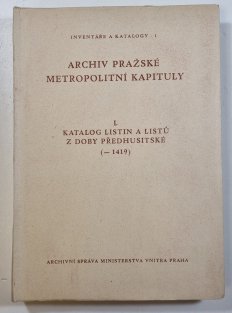 INVENTÁŘE A KATALOGY · 1
ARCHIV PRAŽSKÉ
METROPOLITNÍ KAPITULY
I.
KATALOG LISTIN A LISTŮ
Z DOBY PŘEDHUSITSKÉ
(— 1419)
ARCHIVNÍ SPRÁVA MINISTERSTVA VNITRA PRAHA